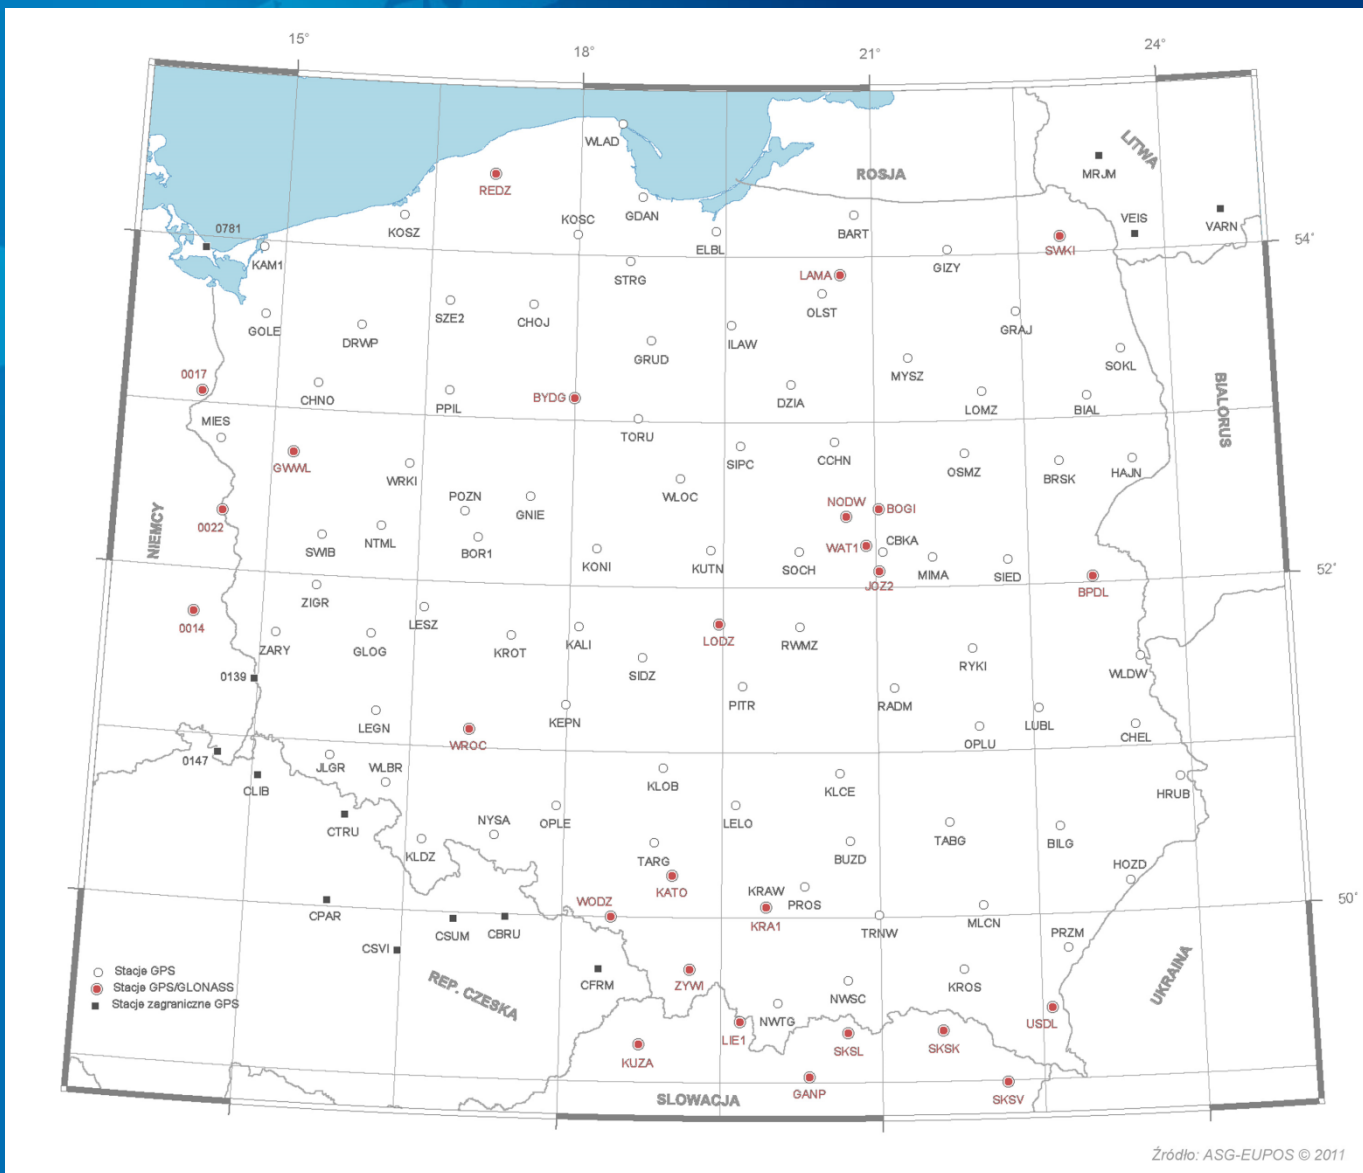 15°
18°
21°
24°
WLAD
LITWA
MRJM
REDZ
ROSJA
GDAN
KOSC
KOSZ
BART
VEIS
VARN
0781
ELBL
SWKI
54°
KAM1
GIZY
STRG
LAMA
OLST
SZE2
CHOJ
GOLE
DRWP
GRAJ
ILAW
GRUD
SOKL
0017
MYSZ
CHNO
PPIL
BYDG
DZIA
LOMZ
BIAL
BIALORUS
MIES
TORU
GWWL
SIPC
CCHN
OSMZ
BRSK
HAJN
WRKI
WLOC
POZN
GNIE
NODW
BOGI
0022
NIEMCY
SWIB
NTML
BOR1
WAT1
CBKA
KONI
KUTN
SOCH
MIMA
SIED
52°
JOZ2
BPDL
ZIGR
0014
LESZ
ZARY
GLOG
KROT
KALI
LODZ
RWMZ
RYKI
SIDZ
WLDW
0139
PITR
RADM
LEGN
KEPN
LUBL
CHEL
WROC
OPLU
0147
JLGR
WLBR
CLIB
KLOB
KLCE
HRUB
CTRU
NYSA
OPLE
LELO
TABG
BILG
KLDZ
TARG
BUZD
HOZD
KATO
KRAW
50°
CPAR
WODZ
PROS
KRA1
CSUM
CBRU
TRNW
MLCN
PRZM
CSVI
Stacje GPS
Stacje GPS/GLONASS
Stacje zagraniczne GPS
REP. CZESKA
CFRM
ZYWI
NWSC
KROS
UKRAINA
NWTG
USDL
LIE1
SKSL
SKSK
KUZA
GANP
SLOWACJA
SKSV
Źródło: ASG-EUPOS © 2011